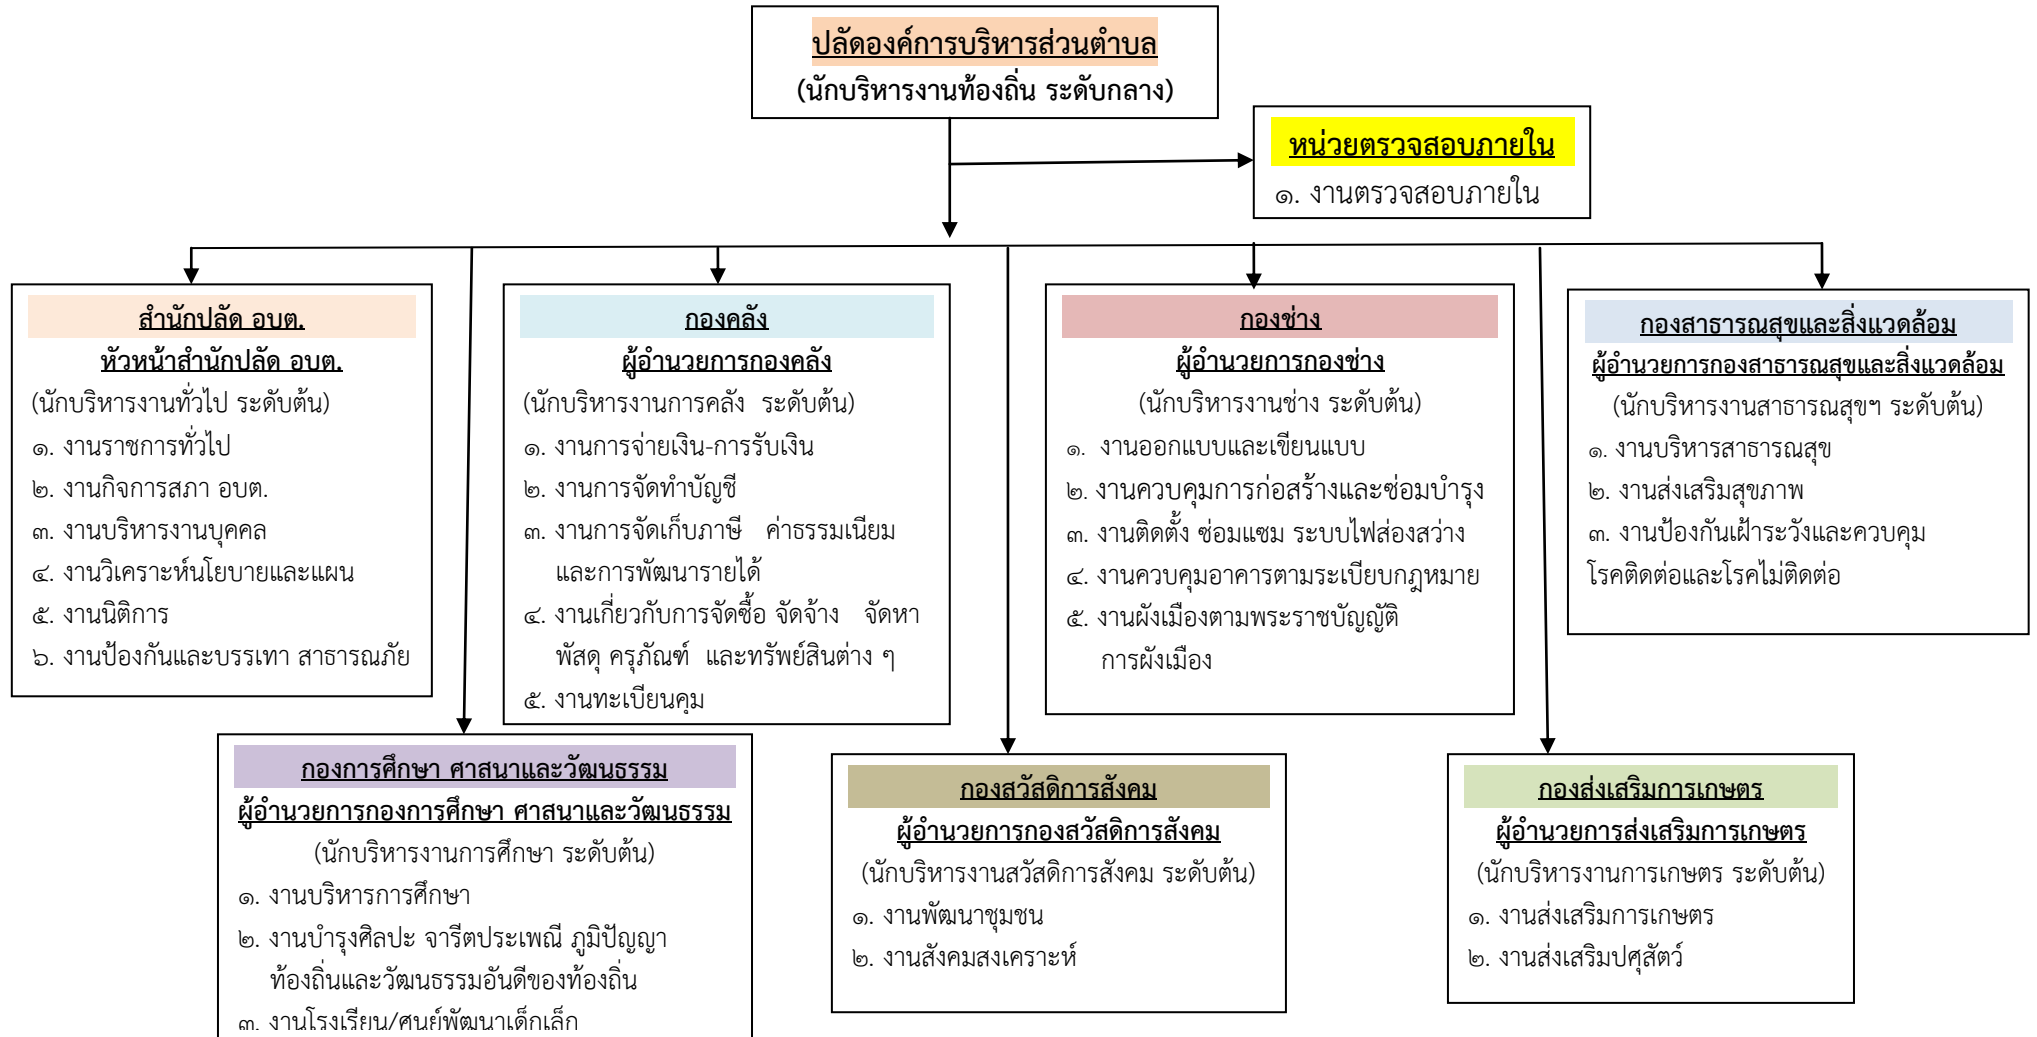 ปลัดองค์การบริหารส่วนตำบล
(นักบริหารงานท้องถิ่น ระดับกลาง)
หน่วยตรวจสอบภายใน
๑. งานตรวจสอบภายใน
สำนักปลัด อบต.
หัวหน้าสำนักปลัด อบต.
(นักบริหารงานทั่วไป ระดับต้น)
๑. งานราชการทั่วไป
๒. งานกิจการสภา อบต.
๓. งานบริหารงานบุคคล
๔. งานวิเคราะห์นโยบายและแผน
๕. งานนิติการ
๖. งานป้องกันและบรรเทา สาธารณภัย
กองคลัง
ผู้อำนวยการกองคลัง
(นักบริหารงานการคลัง ระดับต้น)
๑. งานการจ่ายเงิน-การรับเงิน
๒. งานการจัดทำบัญชี
๓. งานการจัดเก็บภาษี ค่าธรรมเนียม
และการพัฒนารายได้
๔. งานเกี่ยวกับการจัดซื้อ จัดจ้าง จัดหา
พัสดุ ครุภัณฑ์ และทรัพย์สินต่าง ๆ
๕. งานทะเบียนคุม
กองช่าง
ผู้อำนวยการกองช่าง
(นักบริหารงานช่าง ระดับต้น)
๑. งานออกแบบและเขียนแบบ
๒. งานควบคุมการก่อสร้างและซ่อมบำรุง
๓. งานติดตั้ง ซ่อมแซม ระบบไฟส่องสว่าง
๔. งานควบคุมอาคารตามระเบียบกฎหมาย
๕. งานผังเมืองตามพระราชบัญญัติ
การผังเมือง
กองสาธารณสุขและสิ่งแวดล้อม
ผู้อำนวยการกองสาธารณสุขและสิ่งแวดล้อม
(นักบริหารงานสาธารณสุขฯ ระดับต้น)
๑. งานบริหารสาธารณสุข
๒. งานส่งเสริมสุขภาพ
๓. งานป้องกันเฝ้าระวังและควบคุม
โรคติดต่อและโรคไม่ติดต่อ
กองการศึกษา ศาสนาและวัฒนธรรม
ผู้อำนวยการกองการศึกษา ศาสนาและวัฒนธรรม
(นักบริหารงานการศึกษา ระดับต้น)
๑. งานบริหารการศึกษา
๒. งานบำรุงศิลปะ จารีตประเพณี ภูมิปัญญา
ท้องถิ่นและวัฒนธรรมอันดีของท้องถิ่น
๓. งานโรงเรียน/ศูนย์พัฒนาเด็กเล็ก
กองสวัสดิการสังคม
ผู้อำนวยการกองสวัสดิการสังคม
(นักบริหารงานสวัสดิการสังคม ระดับต้น)
๑. งานพัฒนาชุมชน
๒. งานสังคมสงเคราะห์
กองส่งเสริมการเกษตร
ผู้อำนวยการส่งเสริมการเกษตร
(นักบริหารงานการเกษตร ระดับต้น)
๑. งานส่งเสริมการเกษตร
๒. งานส่งเสริมปศุสัตว์